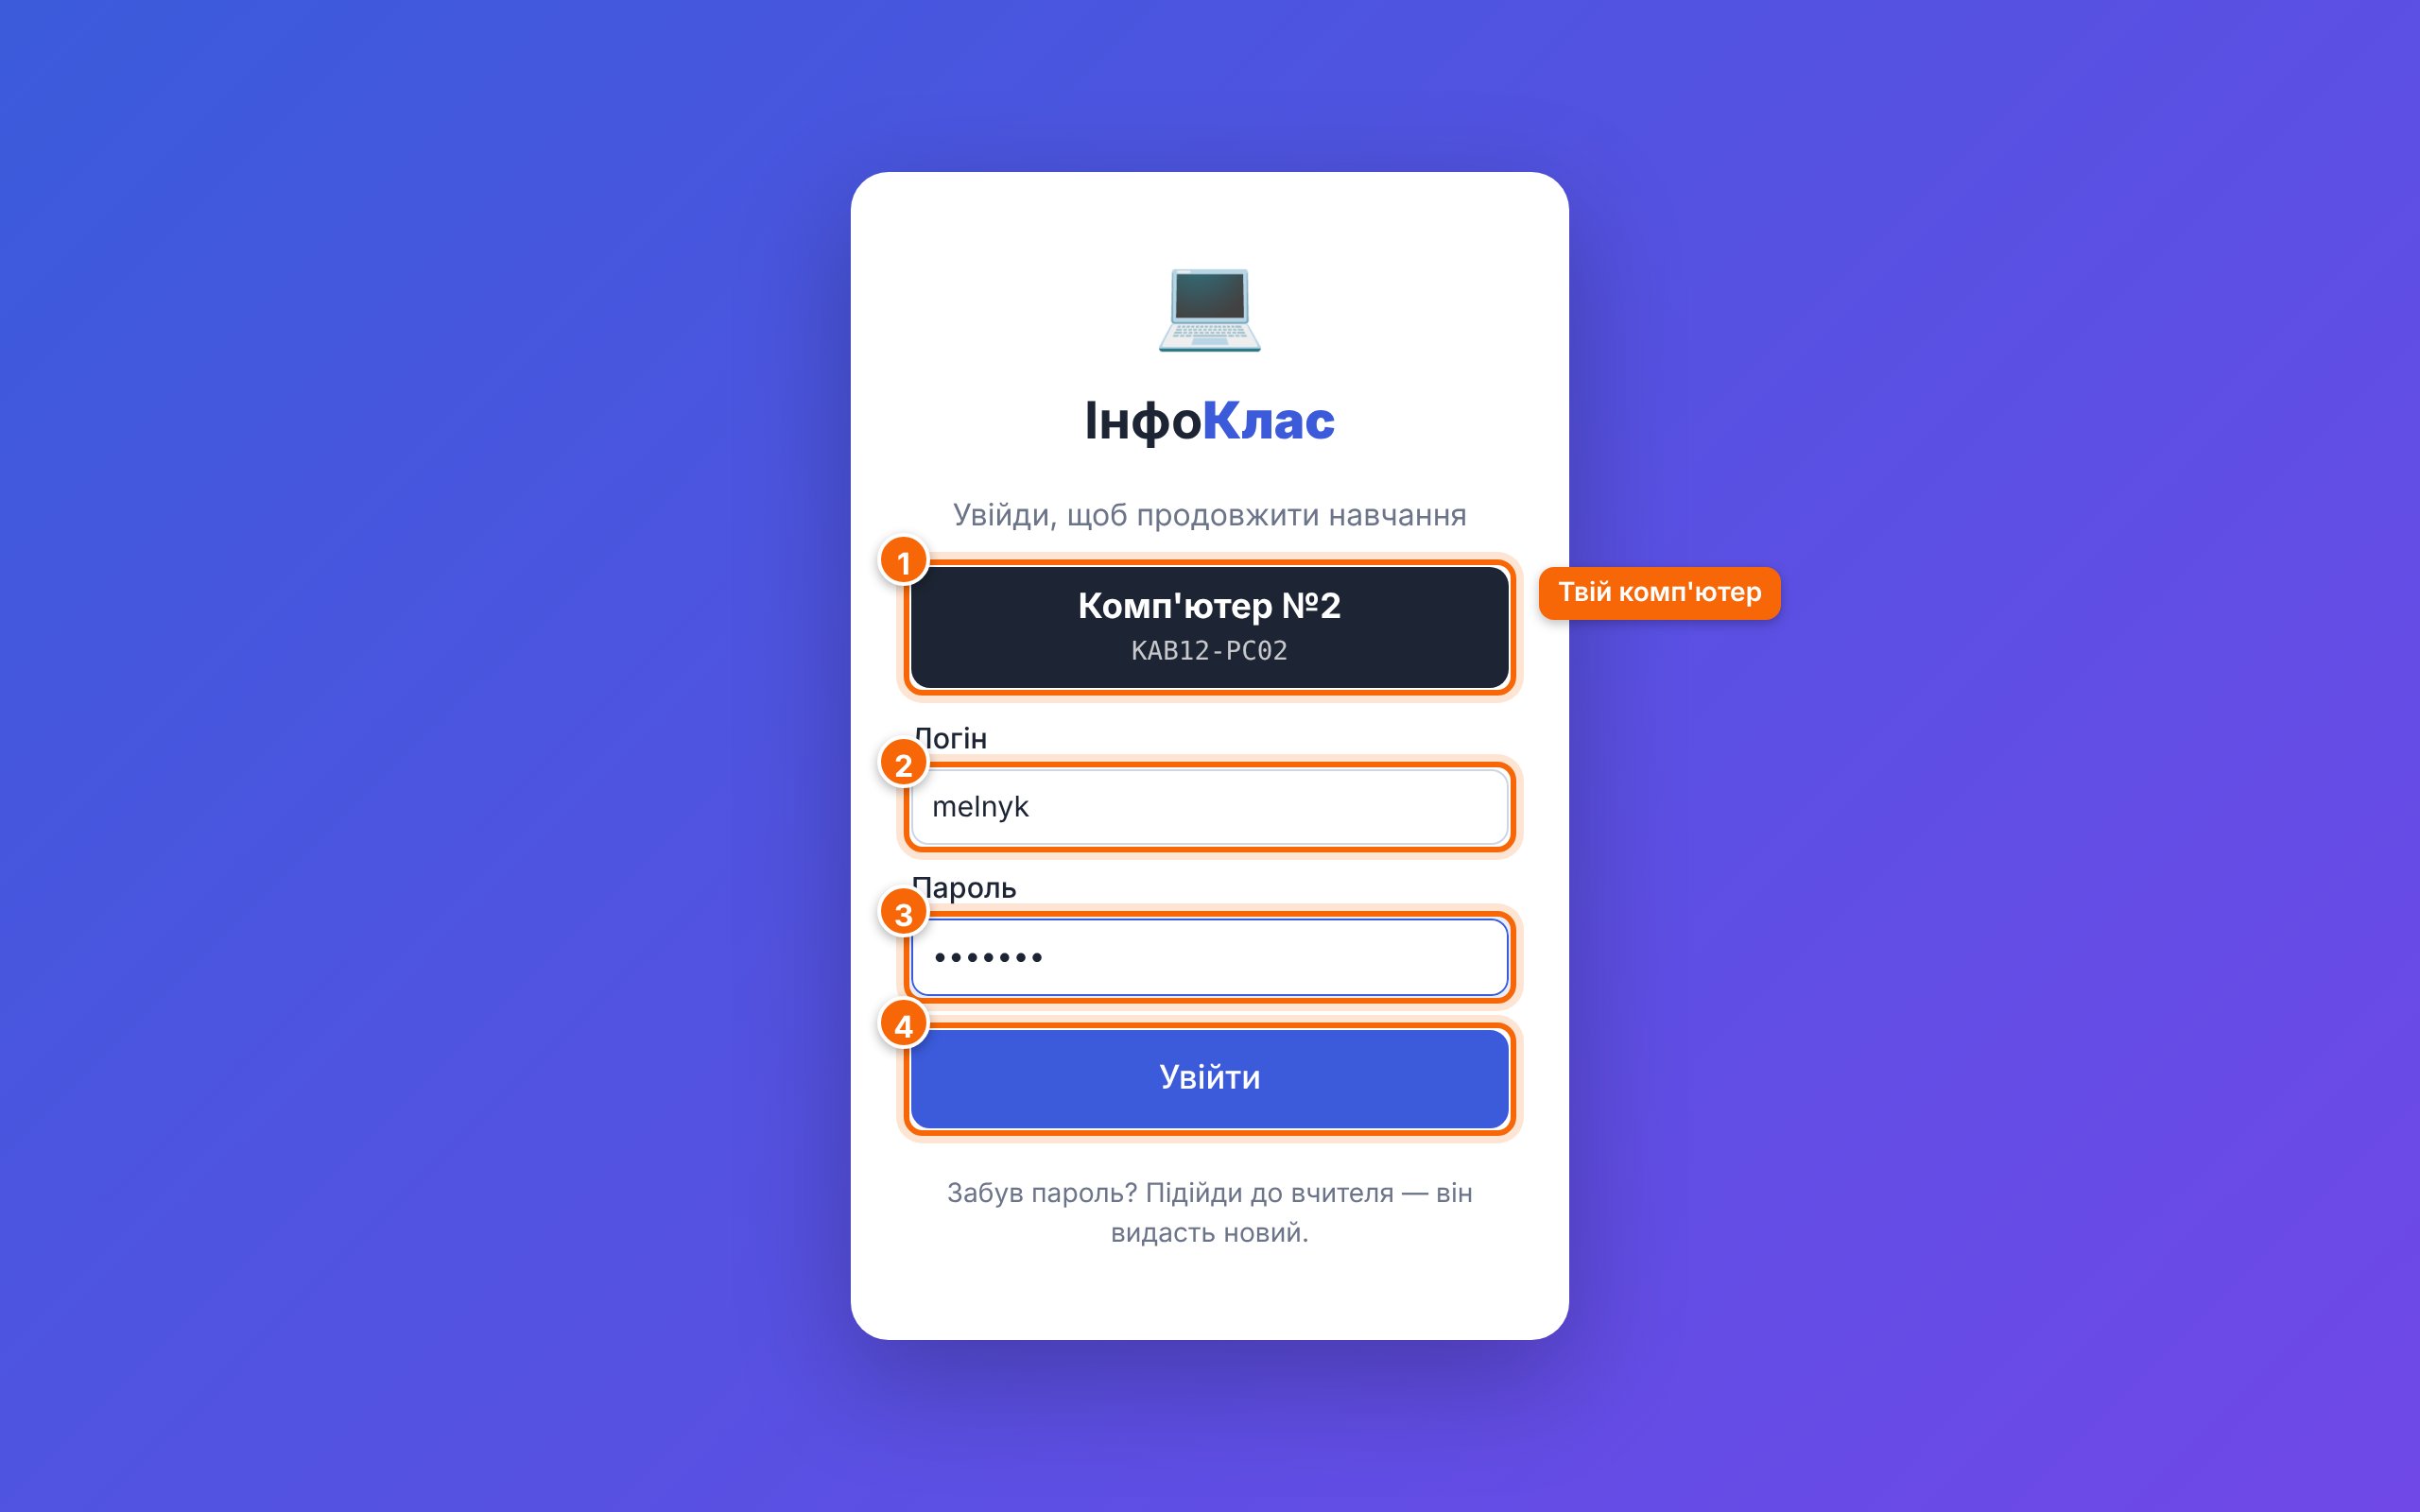 ІнфоКлас
Увійди, щоб продовжити навчання
1
Комп'ютер №2
KAB12-PC02
Твій комп'ютер
Логін
2
melnyk
Пароль
3
•••••••
4
Увійти
Забув пароль? Підійди до вчителя — він
видасть новий.